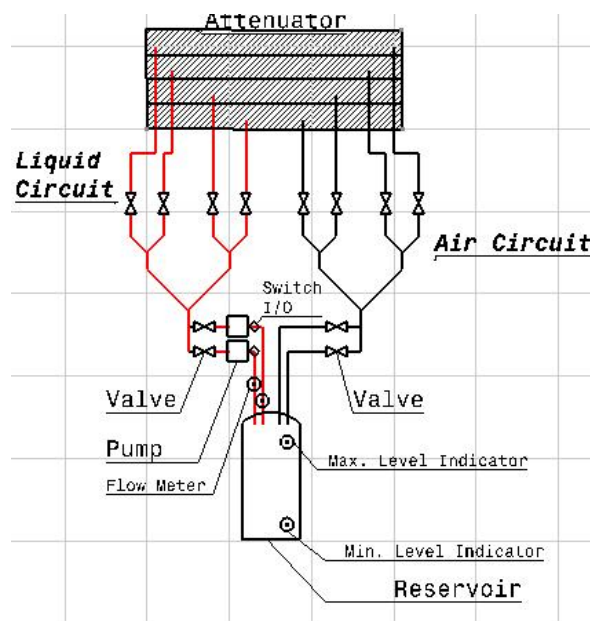 Attenuator
Liquid
Circuit
Air Circuit
Switch
I/O
Valve
Valve
Pump
Max. Level Indicator
Flow Meter
Min. Level Indicator
Reservoir